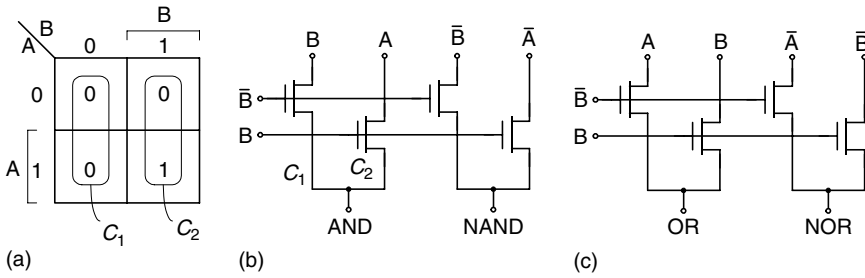 B
A B 0 1
0 0 0
A 1 0 1
C₁ C₂
(a)
B A B̄ Ā
B̄
B
C₁ C₂
AND NAND
(b)
A B Ā B̄
B̄
B
OR NOR
(c)